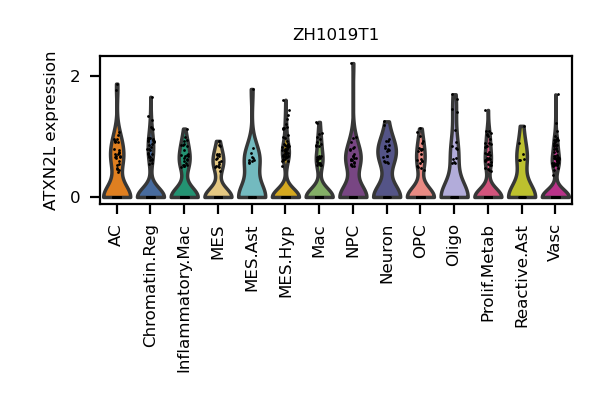 ZH1019T1
ATXN2L expression
2
0
AC
Chromatin.Reg
Inflammatory.Mac
MES
MES.Ast
MES.Hyp
Mac
NPC
Neuron
OPC
Oligo
Prolif.Metab
Reactive.Ast
Vasc